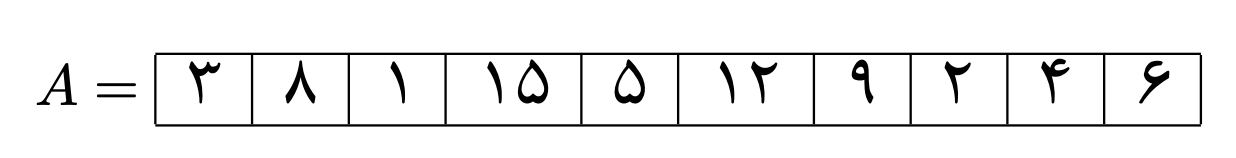 A = ۳ ۸ ۱ ۱۵ ۵ ۱۲ ۹ ۲ ۴ ۶